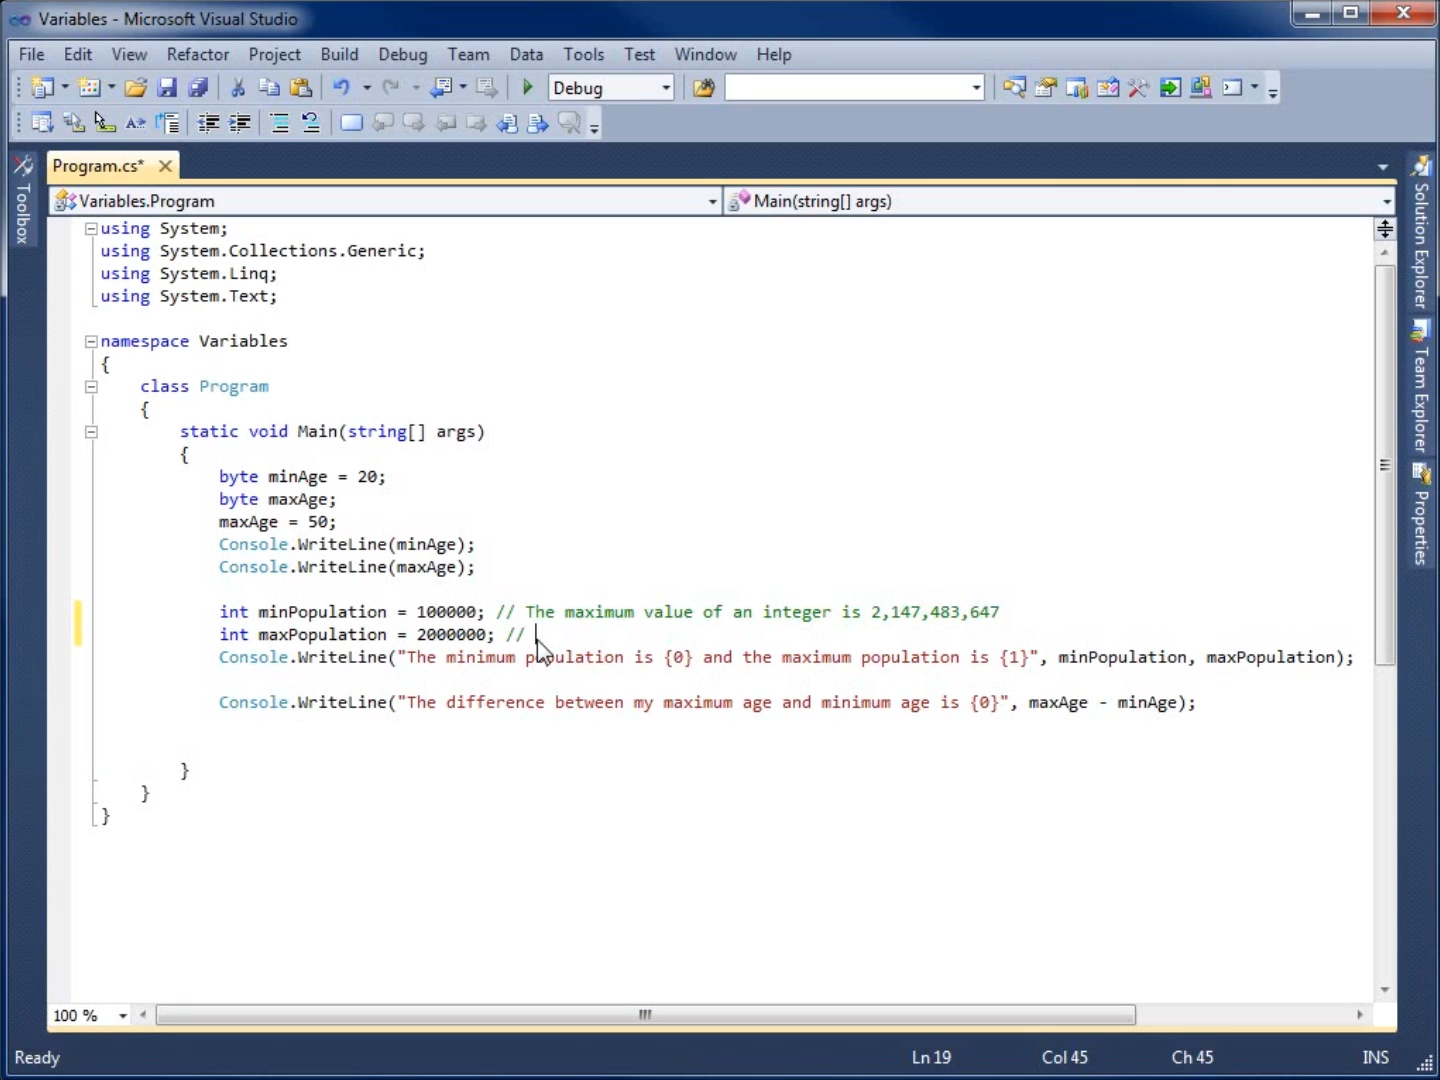 Variables - Microsoft Visual Studio
File Edit View Refactor Project Build Debug Team Data Tools Test Window Help
Debug
Toolbox
Program.cs*
Variables.Program
Main(string[] args)
using System;
using System.Collections.Generic;
using System.Linq;
using System.Text;
namespace Variables
{
class Program
{
static void Main(string[] args)
{
byte minAge = 20;
byte maxAge;
maxAge = 50;
Console.WriteLine(minAge);
Console.WriteLine(maxAge);
int minPopulation = 100000; // The maximum value of an integer is 2,147,483,647
int maxPopulation = 2000000; //
Console.WriteLine("The minimum population is {0} and the maximum population is {1}", minPopulation, maxPopulation);
Console.WriteLine("The difference between my maximum age and minimum age is {0}", maxAge - minAge);
}
}
}
Solution Explorer
Team Explorer
Properties
100 %
Ready Ln 19 Col 45 Ch 45 INS